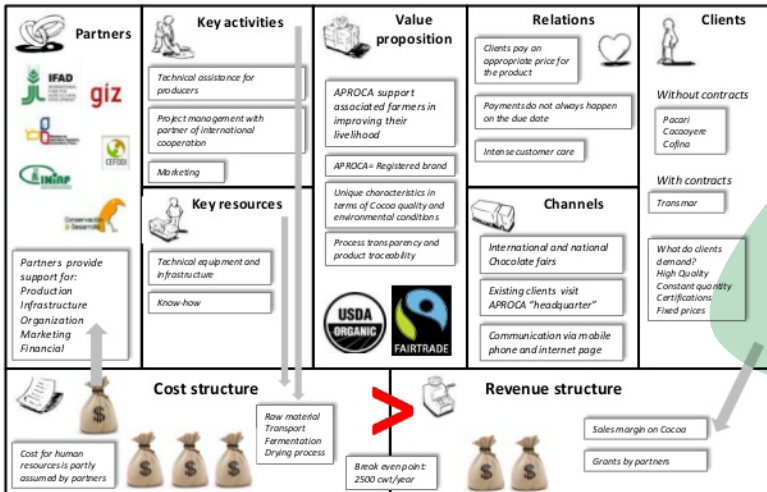 Partners
IFAD
INTERNATIONAL
FUND FOR
AGRICULTURAL
DEVELOPMENT
giz
CEFODI
INIAP
Conservación
& Desarrollo
Partners provide
support for:
Production
Infrastructure
Organization
Marketing
Financial
Key activities
Technical assistance for
producers
Project management with
partner of international
cooperation
Marketing
Key resources
Technical equipment and
infrastructure
Know-how
Value
proposition
APROCA support
associated farmers in
improving their
livelihood
APROCA= Registered brand
Unique characteristics in
terms of Cocoa quality and
environmental conditions
Process transparency and
product traceability
USDA
ORGANIC
FAIRTRADE
Relations
Clients pay an
appropriate price for
the product
Payments do not always happen
on the due date
Intense customer care
Channels
International and national
Chocolate fairs
Existing clients visit
APROCA "headquarter"
Communication via mobile
phone and internet page
Clients
Without contracts
Pacari
Cacaoyere
Cofina
With contracts
Transmar
What do clients
demand?
High Quality
Constant quantity
Certifications
Fixed prices
Cost structure
$
$ $ $
Cost for human
resources is partly
assumed by partners
Raw material
Transport
Fermentation
Drying process
>
Break even point:
2500 cwt/year
Revenue structure
$ $
Sales margin on Cocoa
Grants by partners